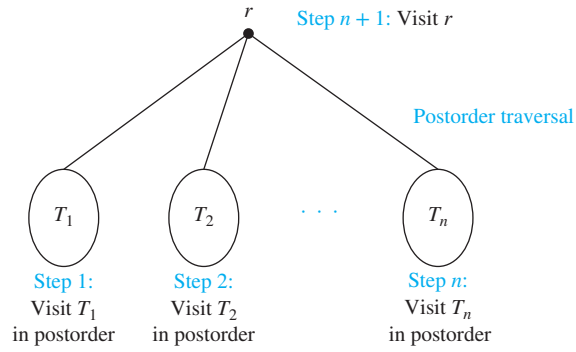 r
Step n + 1: Visit r
Postorder traversal
T₁
T₂
. . .
Tₙ
Step 1:
Visit T₁
in postorder
Step 2:
Visit T₂
in postorder
Step n:
Visit Tₙ
in postorder